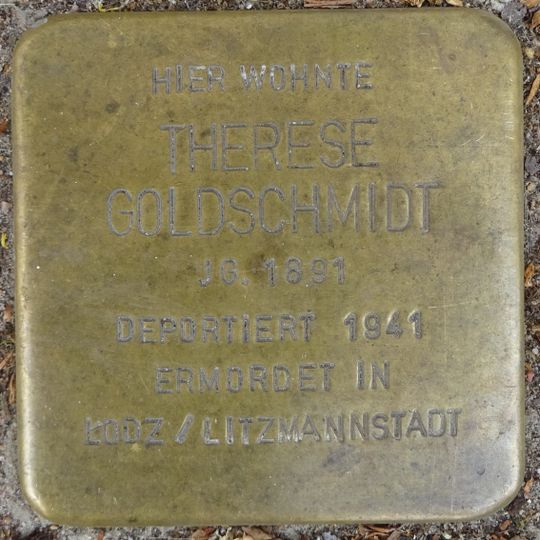 HIER WOHNTE
THERESE
GOLDSCHMIDT
JG. 1891
DEPORTIERT 1941
ERMORDET IN
ŁODZ / LITZMANNSTADT